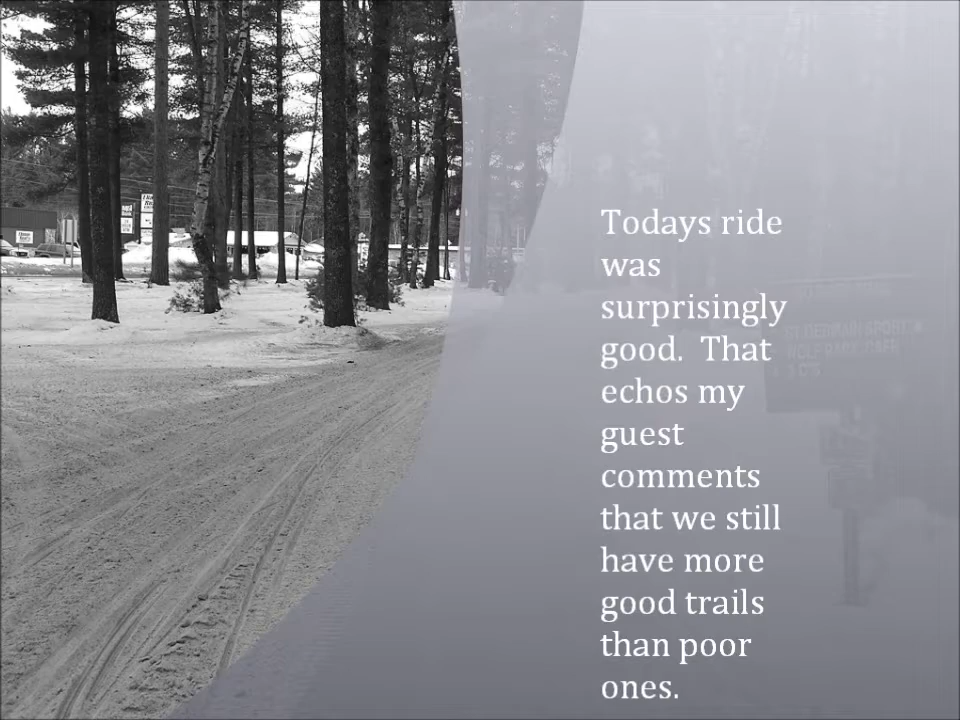 Todays ride
was
surprisingly
good.  That
echos my
guest
comments
that we still
have more
good trails
than poor
ones.